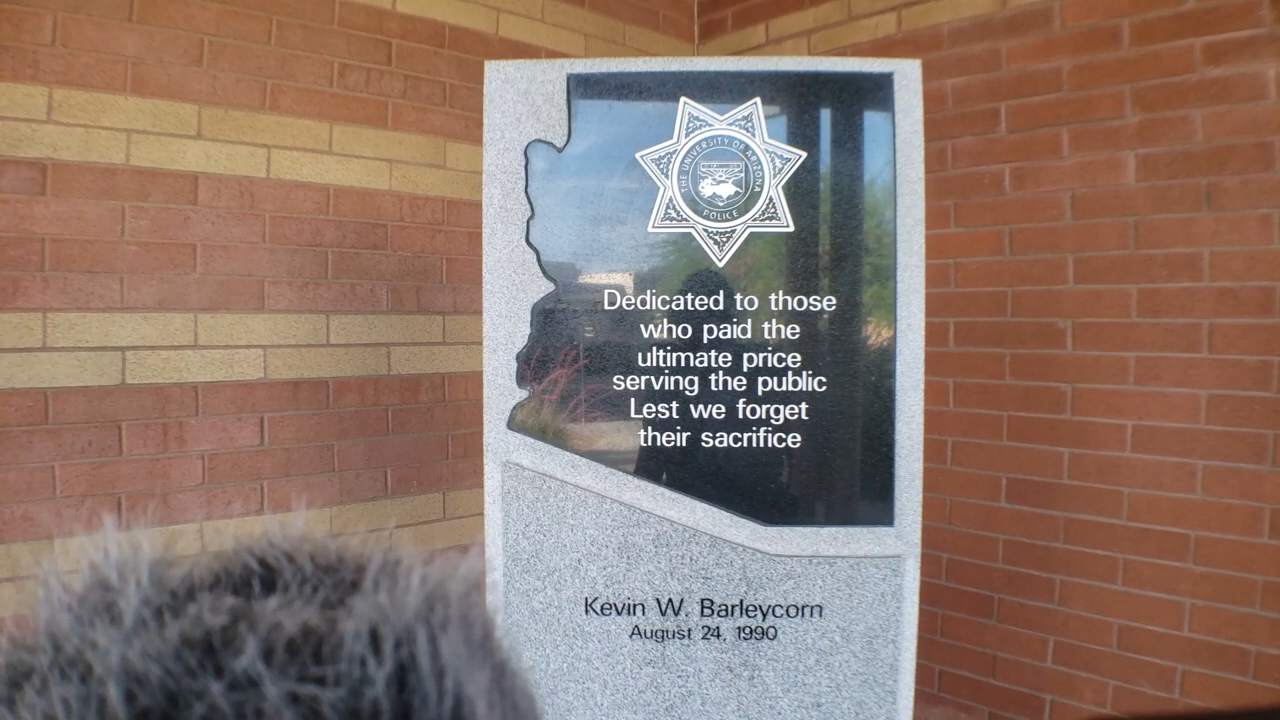 THE UNIVERSITY OF ARIZONA
POLICE
Dedicated to those
who paid the
ultimate price
serving the public
Lest we forget
their sacrifice
Kevin W. Barleycorn
August 24, 1990